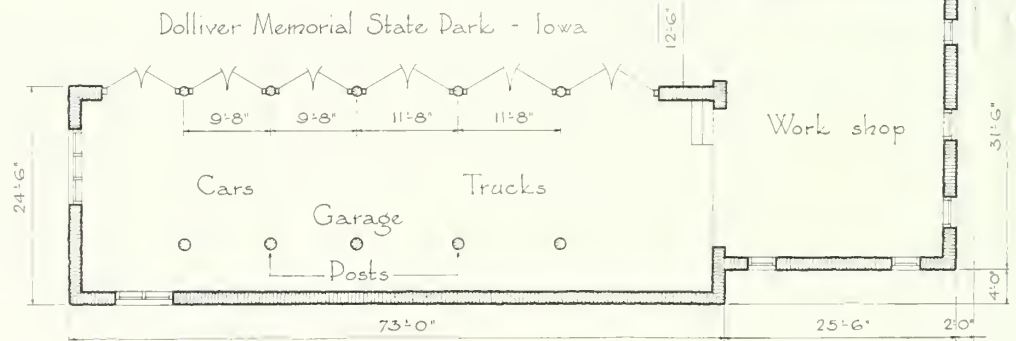 Dolliver Memorial State Park - Iowa
12'-6"
9'-8" 9'-8" 11'-8" 11'-8"
Work shop
31'-6"
24'-6"
Cars Trucks
Garage
Posts
4'-0"
73'-0" 25'-6" 2'-0"